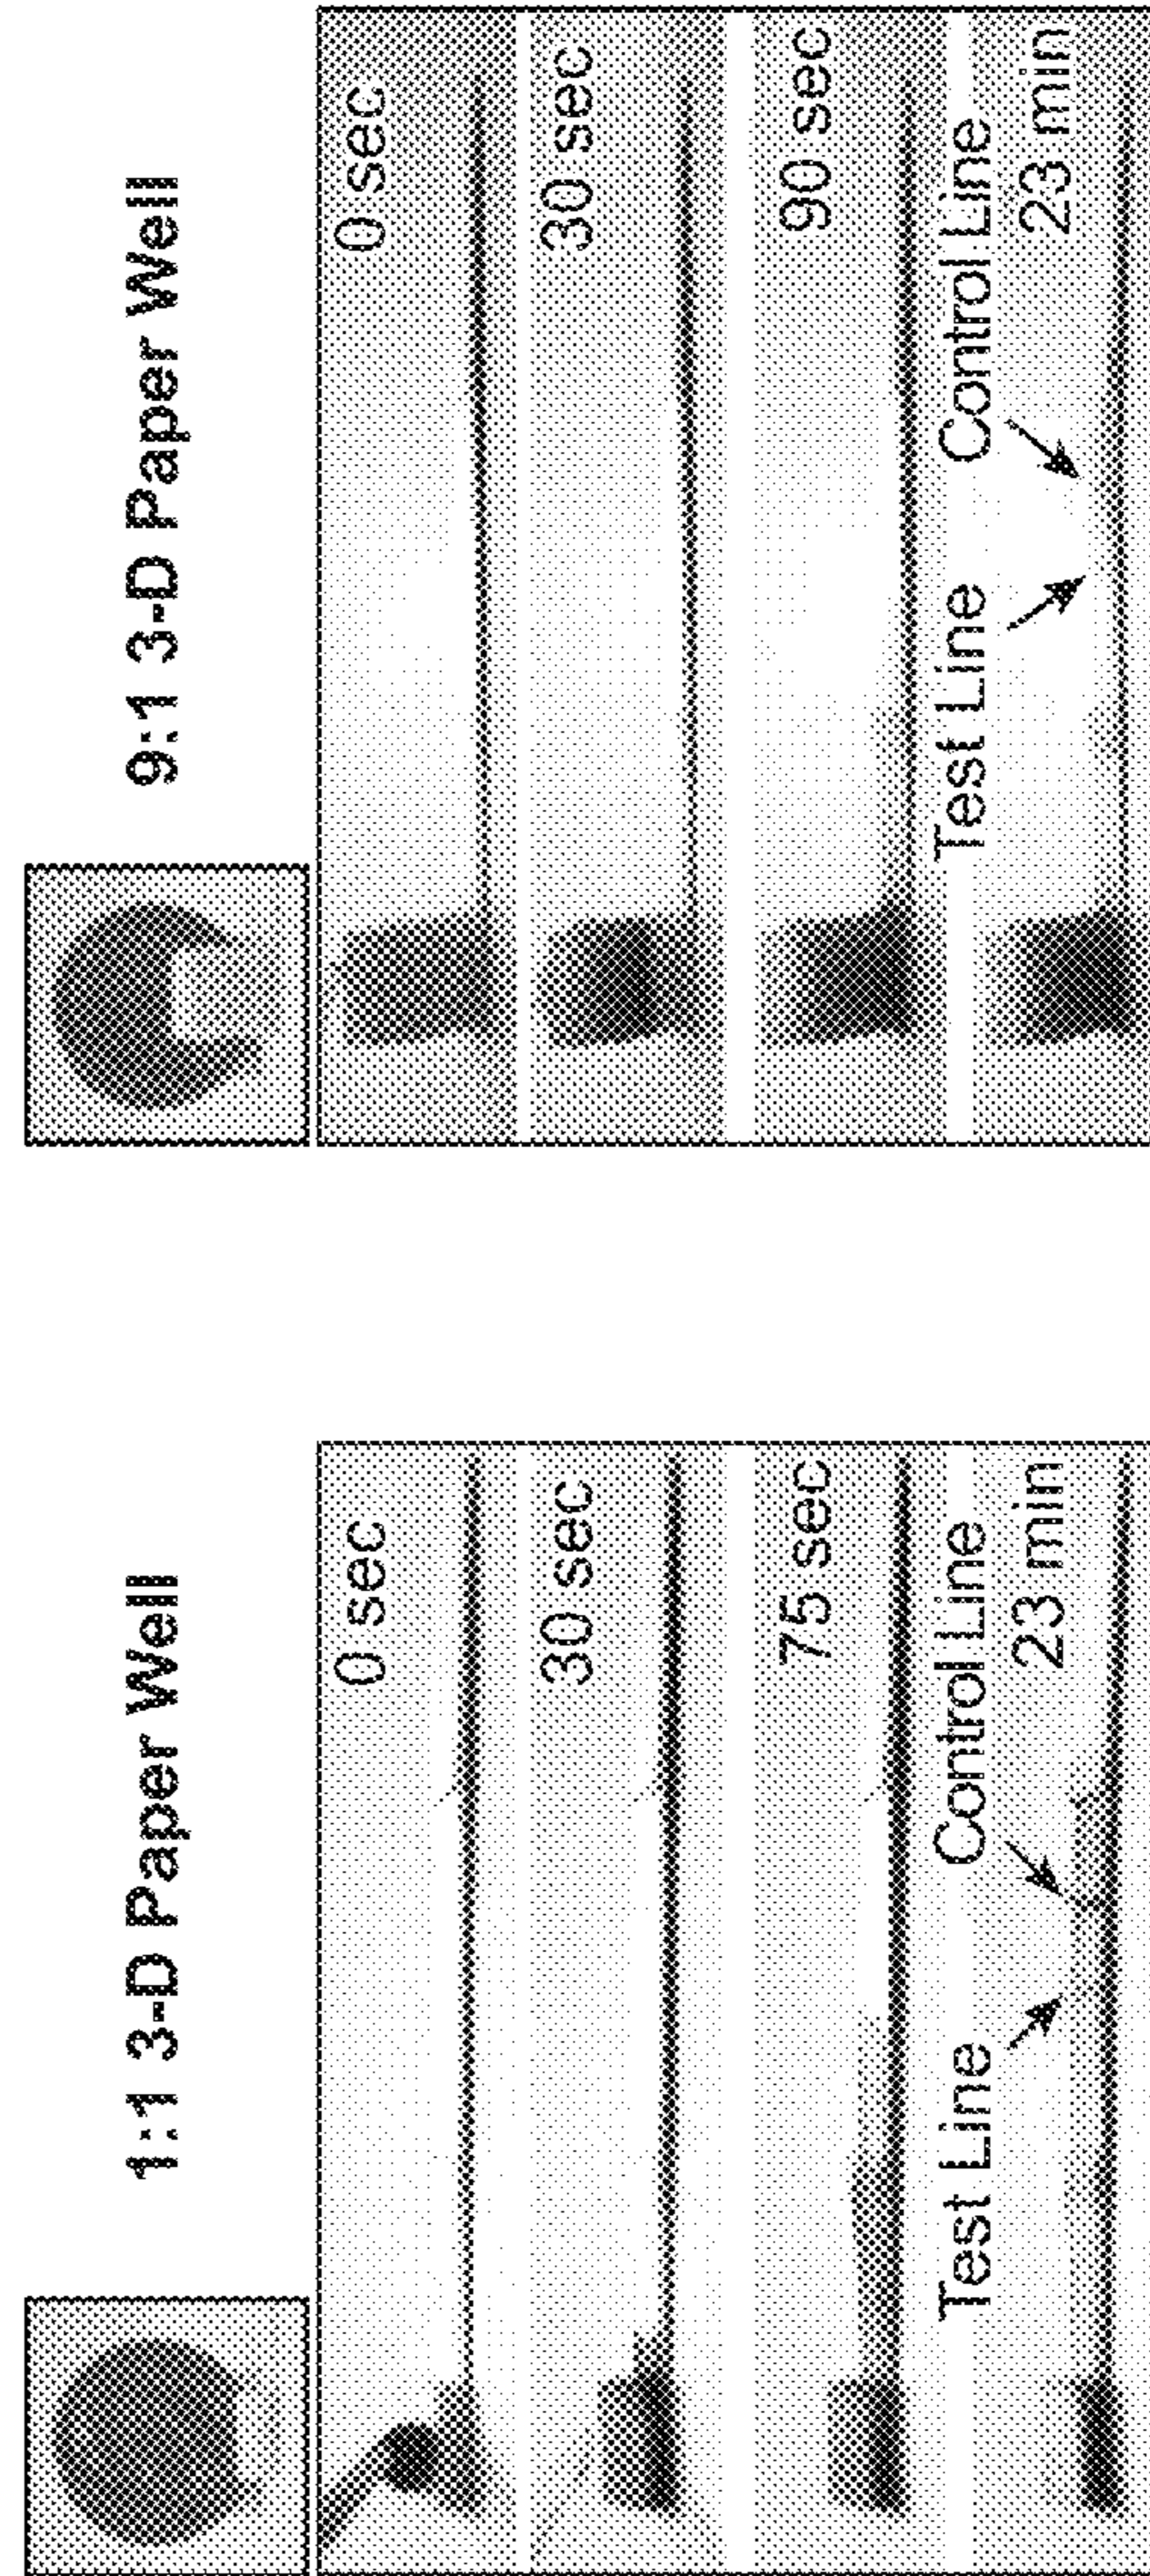 1:1 3-D Paper Well
0 sec
30 sec
75 sec
Test Line
Control Line
23 min
9:1 3-D Paper Well
0 sec
30 sec
90 sec
Test Line
Control Line
23 min